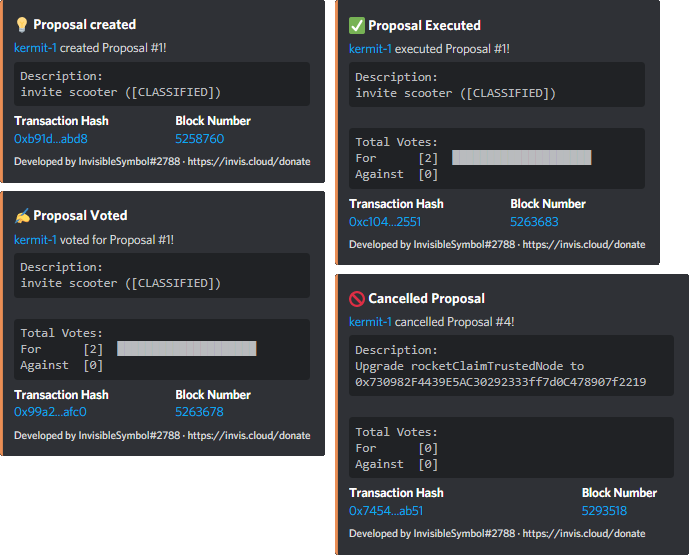 💡 Proposal created
kermit-1 created Proposal #1!
Description:
invite scooter ([CLASSIFIED])
Transaction Hash Block Number
0xb91d...abd8 5258760
Developed by InvisibleSymbol#2788 · https://invis.cloud/donate
✍️ Proposal Voted
kermit-1 voted for Proposal #1!
Description:
invite scooter ([CLASSIFIED])
Total Votes:
For [2]
Against [0]
Transaction Hash Block Number
0x99a2...afc0 5263678
Developed by InvisibleSymbol#2788 · https://invis.cloud/donate
✅ Proposal Executed
kermit-1 executed Proposal #1!
Description:
invite scooter ([CLASSIFIED])
Total Votes:
For [2]
Against [0]
Transaction Hash Block Number
0xc104...2551 5263683
Developed by InvisibleSymbol#2788 · https://invis.cloud/donate
🚫 Cancelled Proposal
kermit-1 cancelled Proposal #4!
Description:
Upgrade rocketClaimTrustedNode to
0x730982F4439E5AC30292333ff7d0C478907f2219
Total Votes:
For [0]
Against [0]
Transaction Hash Block Number
0x7454...ab51 5293518
Developed by InvisibleSymbol#2788 · https://invis.cloud/donate